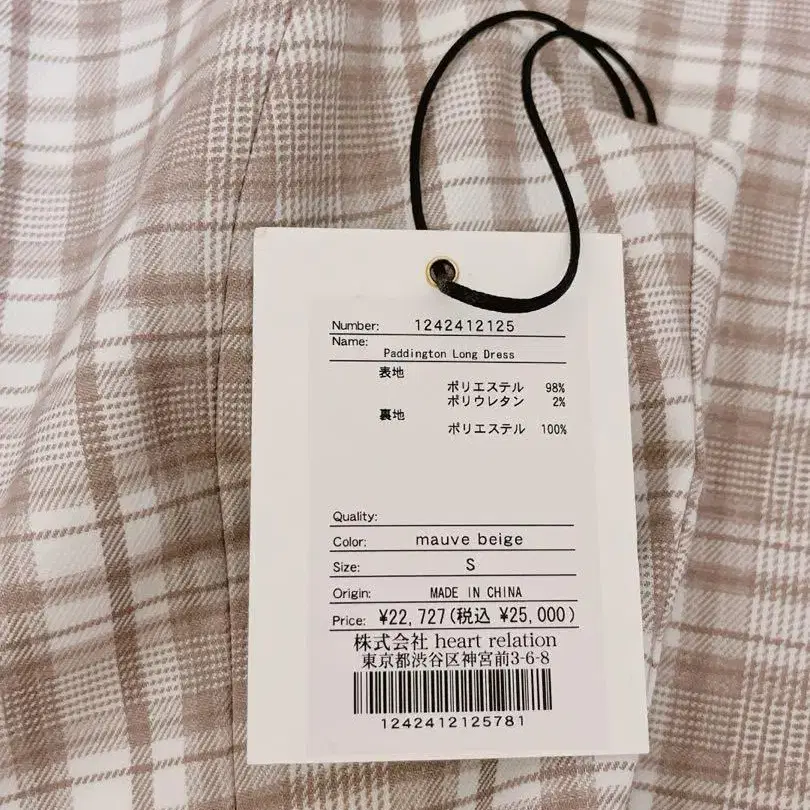 Number: 1242412125
Name:
Paddington Long Dress
表地
ポリエステル 98%
ポリウレタン 2%
裏地
ポリエステル 100%
Quality:
Color: mauve beige
Size: S
Origin: MADE IN CHINA
Price: ¥22,727(税込 ¥25,000)
株式会社 heart relation
東京都渋谷区神宮前3-6-8
1242412125781